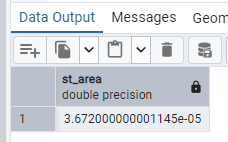 Data Output Messages Geom
st_area
double precision
1 3.672000000001145e-05